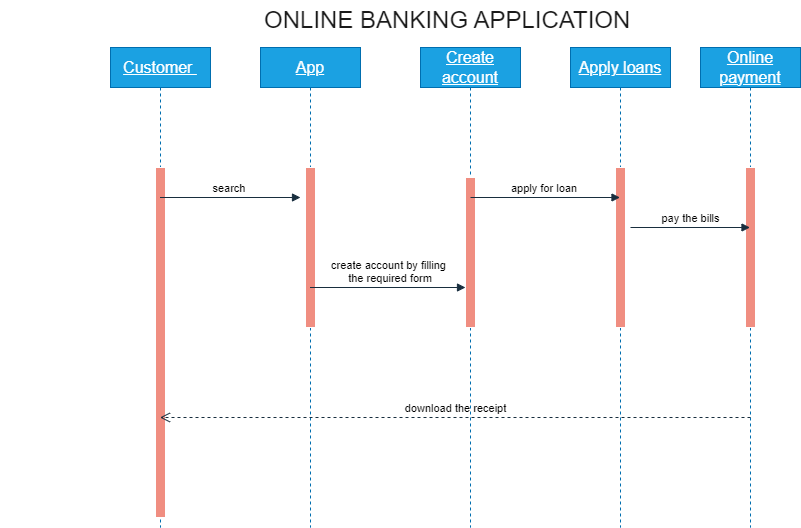 ONLINE BANKING APPLICATION
Customer
App
Create
account
Apply loans
Online
payment
search
apply for loan
pay the bills
create account by filling
the required form
download the receipt